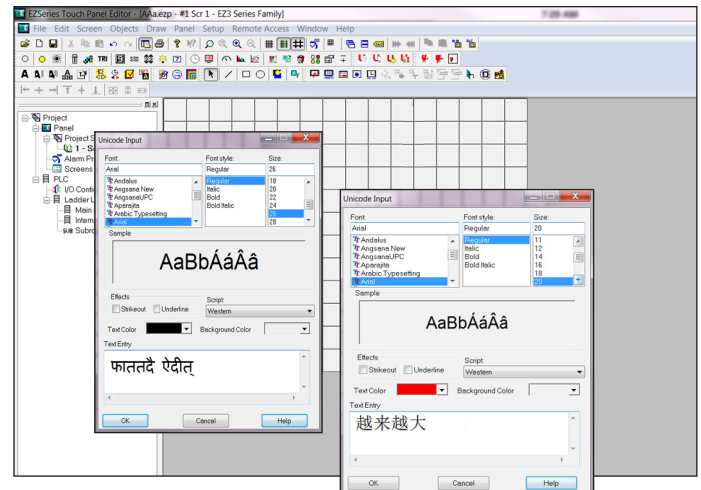 EZSeries Touch Panel Editor - [AAa.ezp - #1 Scr 1 - EZ3 Series Family]
File Edit Screen Objects Draw Panel Setup Remote Access Window Help
Project
Panel
Project S
1 - S
Alarm Pr
Screens
PLC
I/O Confi
Ladder L
Main
Interru
Subro
Unicode Input
Font:
Font style:
Size:
Arial
Regular
26
Andalus
Angsana New
AngsanaUPC
Aparajita
Arabic Typesetting
Arial
Regular
Italic
Bold
Bold Italic
18
20
22
24
26
28
Sample
AaBbÁáÂâ
Effects
Strikeout
Underline
Script:
Western
Text Color
Background Color
Text Entry
फाततदै ऐदीत्
OK
Cancel
Help
Unicode Input
Font:
Font style:
Size:
Arial
Regular
20
Andalus
Angsana New
AngsanaUPC
Aparajita
Arabic Typesetting
Arial
Regular
Italic
Bold
Bold Italic
11
12
14
16
18
20
Sample
AaBbÁáÂâ
Effects
Strikeout
Underline
Script:
Western
Text Color
Background Color
Text Entry
越来越大
OK
Cancel
Help